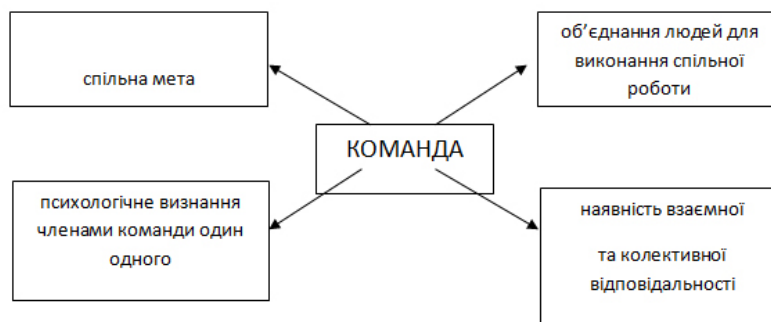 спільна мета
об’єднання людей для
виконання спільної
роботи
КОМАНДА
психологічне визнання
членами команди один
одного
наявність взаємної
та колективної
відповідальності